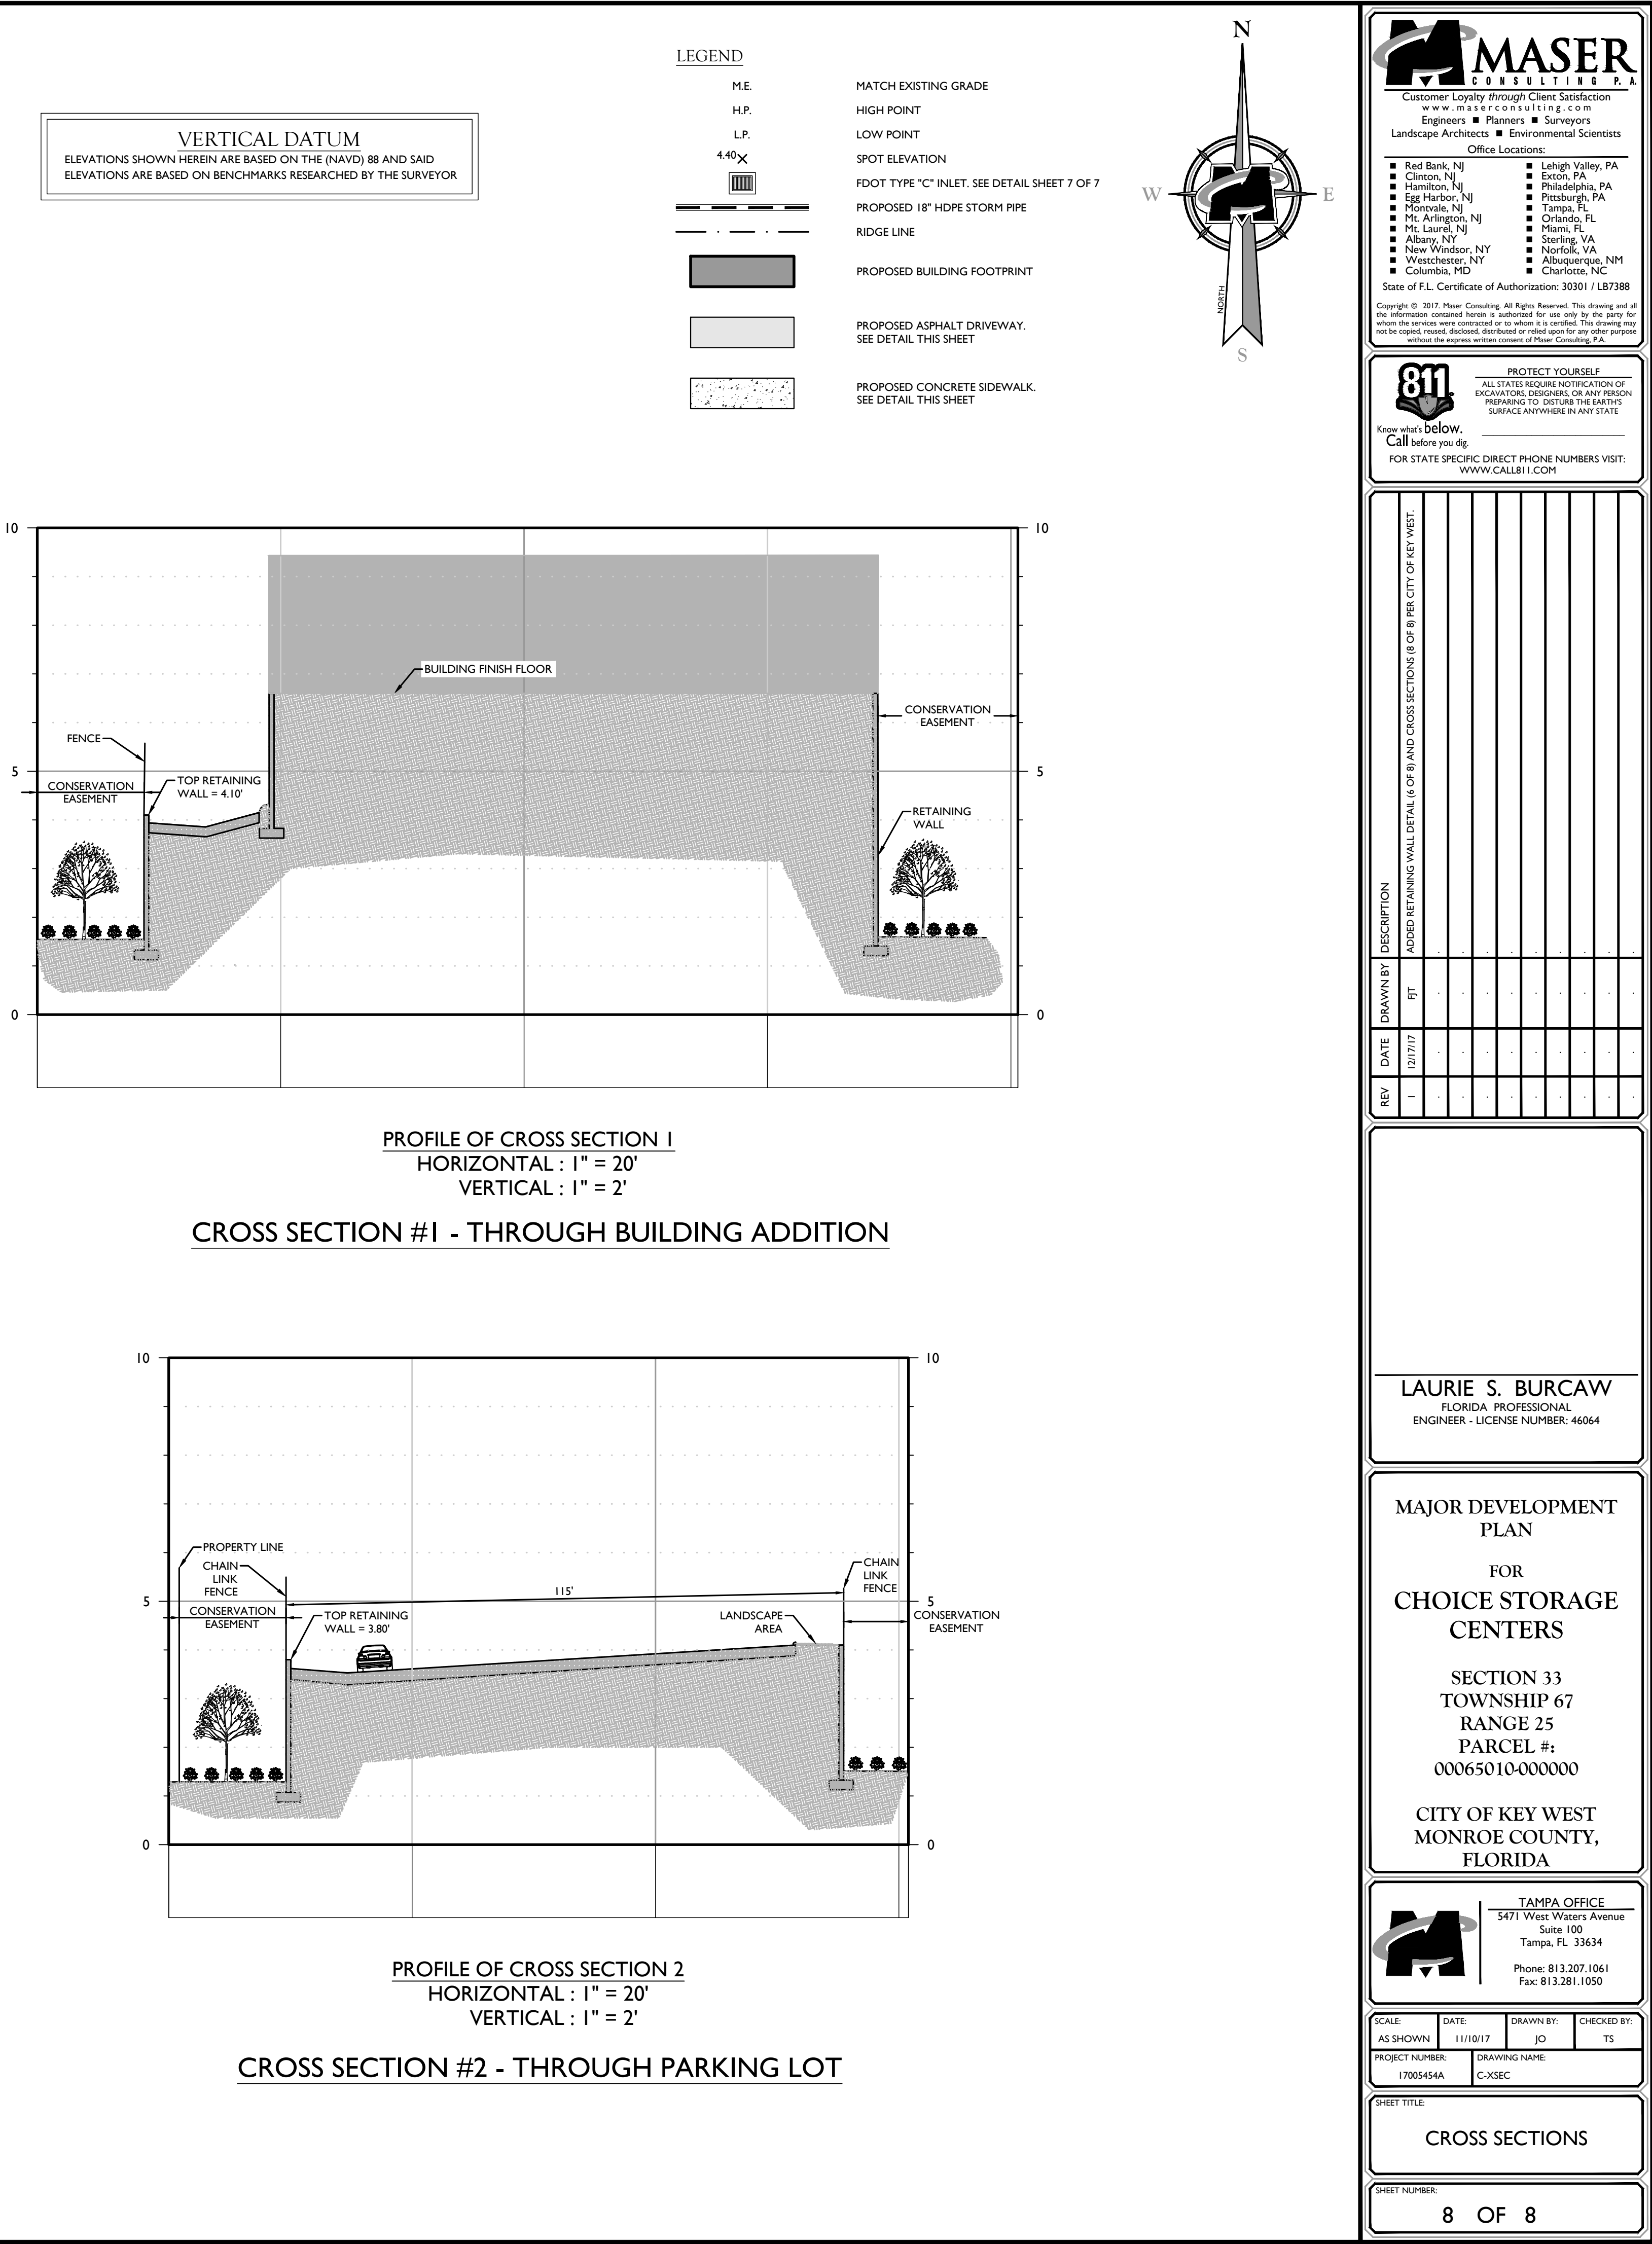 VERTICAL DATUM
ELEVATIONS SHOWN HEREIN ARE BASED ON THE (NAVD) 88 AND SAID
ELEVATIONS ARE BASED ON BENCHMARKS RESEARCHED BY THE SURVEYOR
LEGEND
M.E. MATCH EXISTING GRADE
H.P. HIGH POINT
L.P. LOW POINT
4.40 SPOT ELEVATION
FDOT TYPE "C" INLET. SEE DETAIL SHEET 7 OF 7
PROPOSED 18" HDPE STORM PIPE
RIDGE LINE
PROPOSED BUILDING FOOTPRINT
PROPOSED ASPHALT DRIVEWAY.
SEE DETAIL THIS SHEET
PROPOSED CONCRETE SIDEWALK.
SEE DETAIL THIS SHEET
N
W E
NORTH
S
10 10
BUILDING FINISH FLOOR
CONSERVATION
EASEMENT
FENCE
5 5
CONSERVATION
EASEMENT
TOP RETAINING
WALL = 4.10'
RETAINING
WALL
0 0
PROFILE OF CROSS SECTION 1
HORIZONTAL : 1" = 20'
VERTICAL : 1" = 2'
CROSS SECTION #1 - THROUGH BUILDING ADDITION
10 10
PROPERTY LINE
CHAIN
LINK
FENCE
CHAIN
LINK
FENCE
115'
5 5
CONSERVATION
EASEMENT
TOP RETAINING
WALL = 3.80'
LANDSCAPE
AREA
CONSERVATION
EASEMENT
0 0
PROFILE OF CROSS SECTION 2
HORIZONTAL : 1" = 20'
VERTICAL : 1" = 2'
CROSS SECTION #2 - THROUGH PARKING LOT
MASER
CONSULTING P.A.
Customer Loyalty through Client Satisfaction
www.maserconsulting.com
Engineers ■ Planners ■ Surveyors
Landscape Architects ■ Environmental Scientists
Office Locations:
■ Red Bank, NJ ■ Lehigh Valley, PA
■ Clinton, NJ ■ Exton, PA
■ Hamilton, NJ ■ Philadelphia, PA
■ Egg Harbor, NJ ■ Pittsburgh, PA
■ Montvale, NJ ■ Tampa, FL
■ Mt. Arlington, NJ ■ Orlando, FL
■ Mt. Laurel, NJ ■ Miami, FL
■ Albany, NY ■ Sterling, VA
■ New Windsor, NY ■ Norfolk, VA
■ Westchester, NY ■ Albuquerque, NM
■ Columbia, MD ■ Charlotte, NC
State of F.L. Certificate of Authorization: 30301 / LB7388
Copyright © 2017. Maser Consulting. All Rights Reserved. This drawing and all
the information contained herein is authorized for use only by the party for
whom the services were contracted or to whom it is certified. This drawing may
not be copied, reused, disclosed, distributed or relied upon for any other purpose
without the express written consent of Maser Consulting, P.A.
811
Know what's below.
Call before you dig.
PROTECT YOURSELF
ALL STATES REQUIRE NOTIFICATION OF
EXCAVATORS, DESIGNERS, OR ANY PERSON
PREPARING TO DISTURB THE EARTH'S
SURFACE ANYWHERE IN ANY STATE
FOR STATE SPECIFIC DIRECT PHONE NUMBERS VISIT:
WWW.CALL811.COM
REV DATE DRAWN BY DESCRIPTION
1 12/17/17 FJT ADDED RETAINING WALL DETAIL (6 OF 8) AND CROSS SECTIONS (8 OF 8) PER CITY OF KEY WEST.
LAURIE S. BURCAW
FLORIDA PROFESSIONAL
ENGINEER - LICENSE NUMBER: 46064
MAJOR DEVELOPMENT
PLAN
FOR
CHOICE STORAGE
CENTERS
SECTION 33
TOWNSHIP 67
RANGE 25
PARCEL #:
00065010-000000
CITY OF KEY WEST
MONROE COUNTY,
FLORIDA
TAMPA OFFICE
5471 West Waters Avenue
Suite 100
Tampa, FL 33634
Phone: 813.207.1061
Fax: 813.281.1050
SCALE: DATE: DRAWN BY: CHECKED BY:
AS SHOWN 11/10/17 JO TS
PROJECT NUMBER: DRAWING NAME:
17005454A C-XSEC
SHEET TITLE:
CROSS SECTIONS
SHEET NUMBER:
8 OF 8